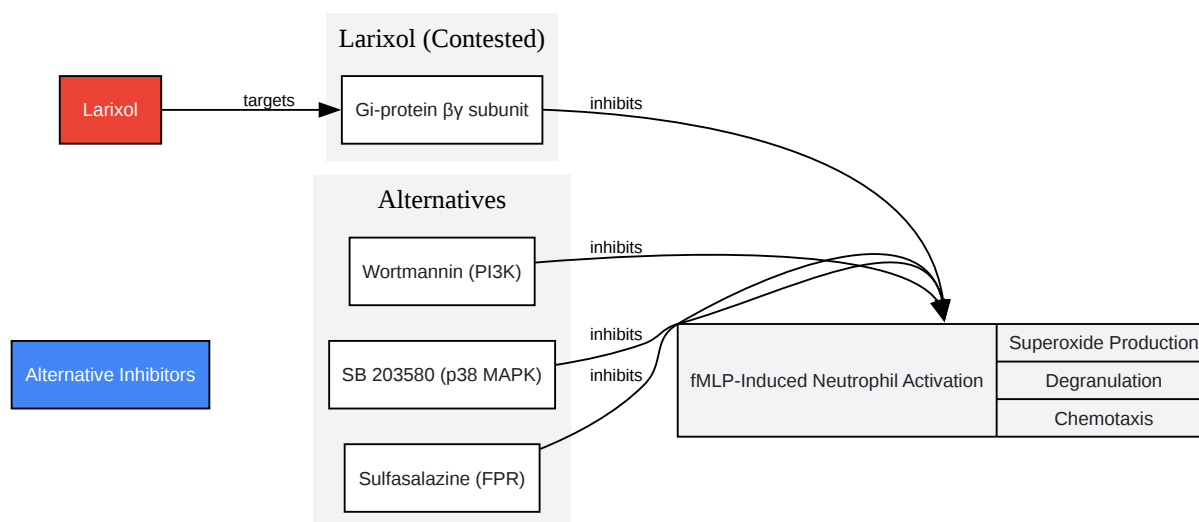 Larixol (Contested)
Larixol
targets
Gi-protein βγ subunit
inhibits
Alternatives
Wortmannin (PI3K)
inhibits
SB 203580 (p38 MAPK)
inhibits
Sulfasalazine (FPR)
inhibits
Alternative Inhibitors
fMLP-Induced Neutrophil Activation
Superoxide Production
Degranulation
Chemotaxis